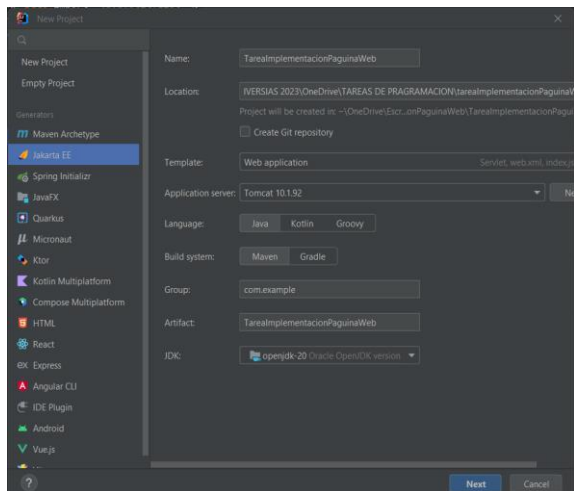 New Project
New Project
Empty Project
Generators
Maven Archetype
Jakarta EE
Spring Initializr
JavaFX
Quarkus
Micronaut
Ktor
Kotlin Multiplatform
Compose Multiplatform
HTML
React
Express
Angular CLI
IDE Plugin
Android
Vue.js
Name: TareaImplementacionPaguinaWeb
Location: IVERSIAS 2023\OneDrive\TAREAS DE PRAGRAMACION\tareaImplementacionPaguinaV
Project will be created in: ~\OneDrive\Escr...onPaguinaWeb\TareaImplementacionPagui
Create Git repository
Template: Web application Servlet, web.xml, index.js
Application server: Tomcat 10.1.92 Ne
Language: Java Kotlin Groovy
Build system: Maven Gradle
Group: com.example
Artifact: TareaImplementacionPaguinaWeb
JDK: openjdk-20 Oracle OpenJDK version
? Next Cancel